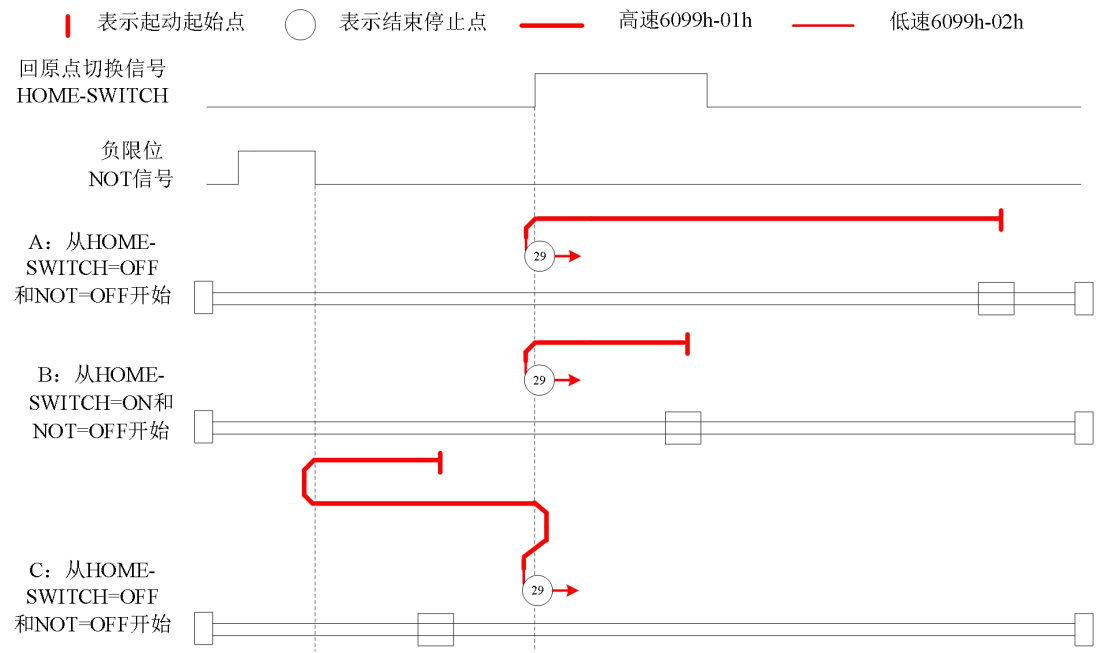 表示起动起始点
表示结束停止点
高速6099h-01h
低速6099h-02h
回原点切换信号
HOME-SWITCH
负限位
NOT信号
29
A：从HOME-
SWITCH=OFF
和NOT=OFF开始
29
B：从HOME-
SWITCH=ON和
NOT=OFF开始
29
C：从HOME-
SWITCH=OFF
和NOT=OFF开始